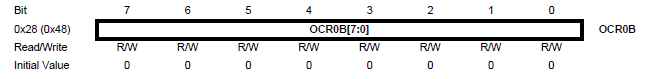 Bit 7 6 5 4 3 2 1 0
0x28 (0x48) OCR0B[7:0] OCR0B
Read/Write R/W R/W R/W R/W R/W R/W R/W R/W
Initial Value 0 0 0 0 0 0 0 0